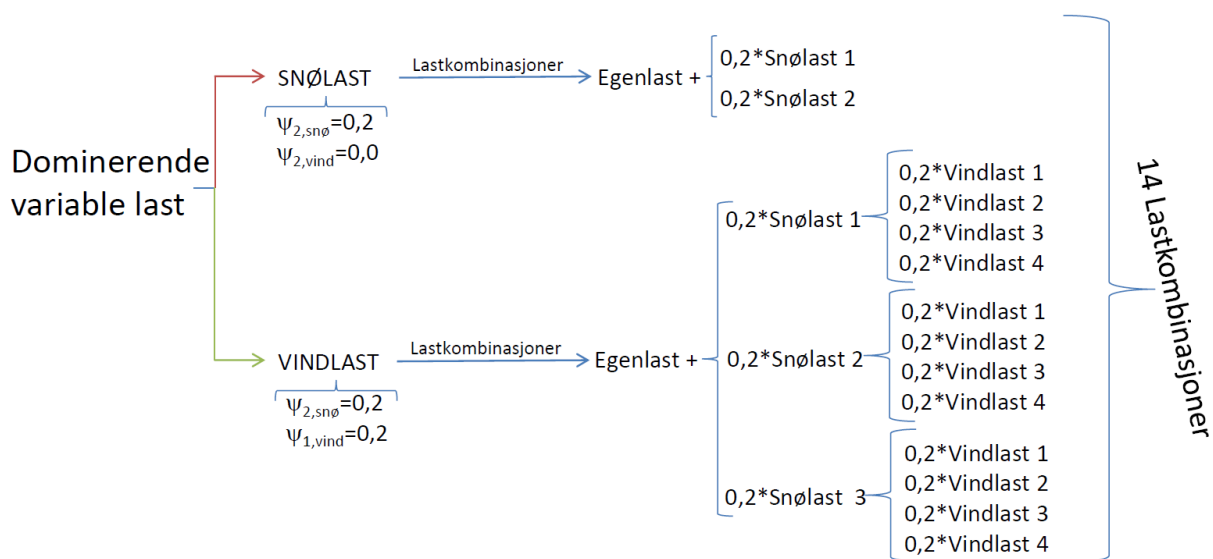 Dominerende
variable last
SNØLAST
ψ2,snø=0,2
ψ2,vind=0,0
Lastkombinasjoner
Egenlast +
0,2*Snølast 1
0,2*Snølast 2
VINDLAST
ψ2,snø=0,2
ψ1,vind=0,2
Lastkombinasjoner
Egenlast +
0,2*Snølast 1
0,2*Vindlast 1
0,2*Vindlast 2
0,2*Vindlast 3
0,2*Vindlast 4
0,2*Snølast 2
0,2*Vindlast 1
0,2*Vindlast 2
0,2*Vindlast 3
0,2*Vindlast 4
0,2*Snølast 3
0,2*Vindlast 1
0,2*Vindlast 2
0,2*Vindlast 3
0,2*Vindlast 4
14 Lastkombinasjoner